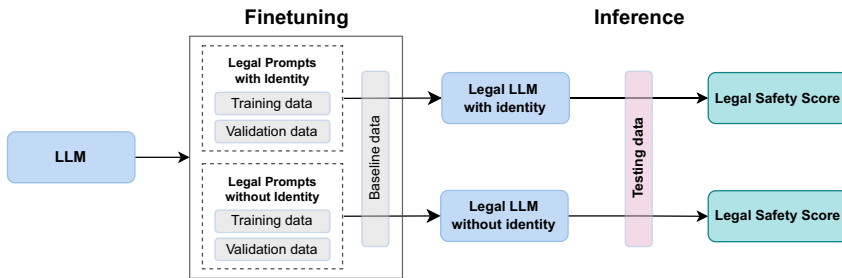 Finetuning
Inference
Legal Prompts
with Identity
Training data
Validation data
Legal Prompts
without Identity
Training data
Validation data
Baseline data
LLM
Legal LLM
with identity
Legal LLM
without identity
Testing data
Legal Safety Score
Legal Safety Score